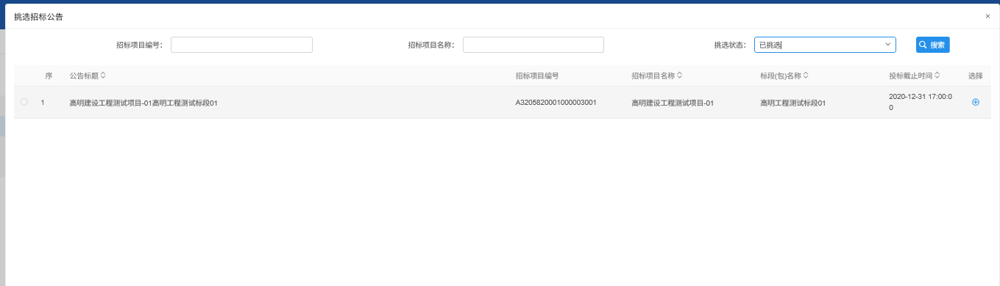 挑选招标公告 ×
招标项目编号: 招标项目名称: 挑选状态: 已挑选 搜索
序 公告标题 招标项目编号 招标项目名称 标段(包)名称 投标截止时间 选择
1 高明建设工程测试项目-01高明工程测试标段01 A3205820001000003001 高明建设工程测试项目-01 高明工程测试标段01 2020-12-31 17:00:0
0